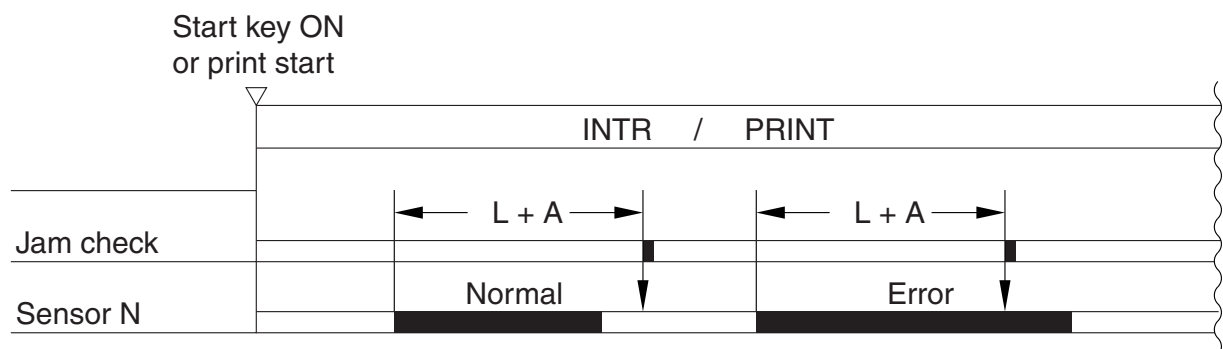 Start key ON
or print start
INTR / PRINT
L + A L + A
Jam check
Normal Error
Sensor N